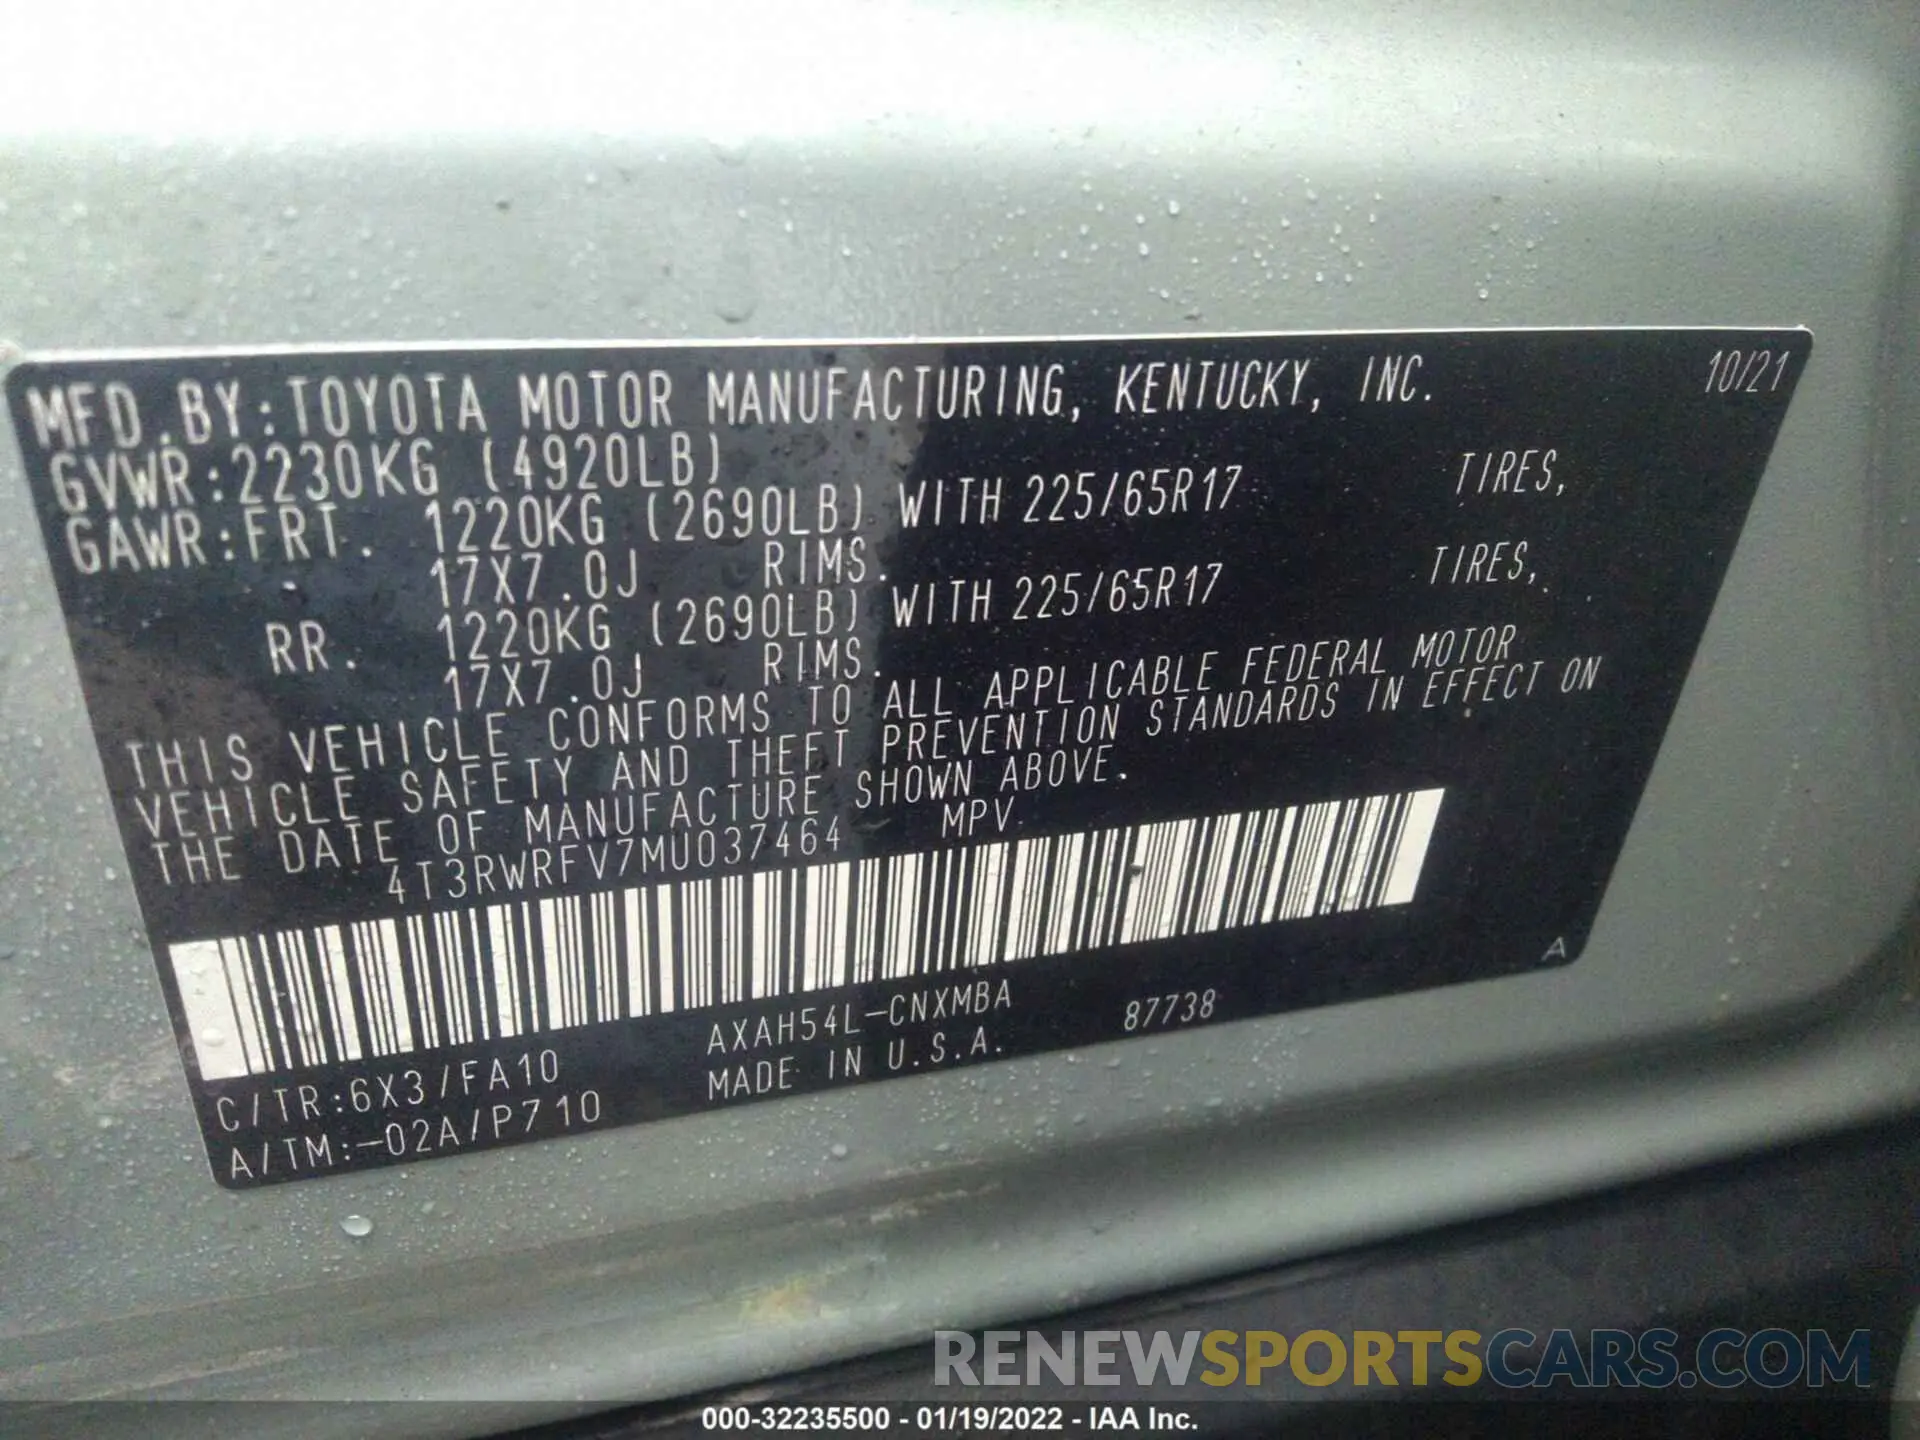 MFD.BY:TOYOTA MOTOR MANUFACTURING, KENTUCKY, INC. 10/21
GVWR:2230KG (4920LB)
GAWR:FRT. 1220KG (2690LB) WITH 225/65R17 TIRES,
17X7.0J RIMS.
RR. 1220KG (2690LB) WITH 225/65R17 TIRES,
17X7.0J RIMS.
THIS VEHICLE CONFORMS TO ALL APPLICABLE FEDERAL MOTOR
VEHICLE SAFETY AND THEFT PREVENTION STANDARDS IN EFFECT ON
THE DATE OF MANUFACTURE SHOWN ABOVE.
4T3RWRFV7MU037464 MPV
A
AXAH54L-CNXMBA 87738
C/TR:6X3/FA10 MADE IN U.S.A.
A/TM:-02A/P710
RENEWSPORTSCARS.COM
000-32235500 - 01/19/2022 - IAA Inc.